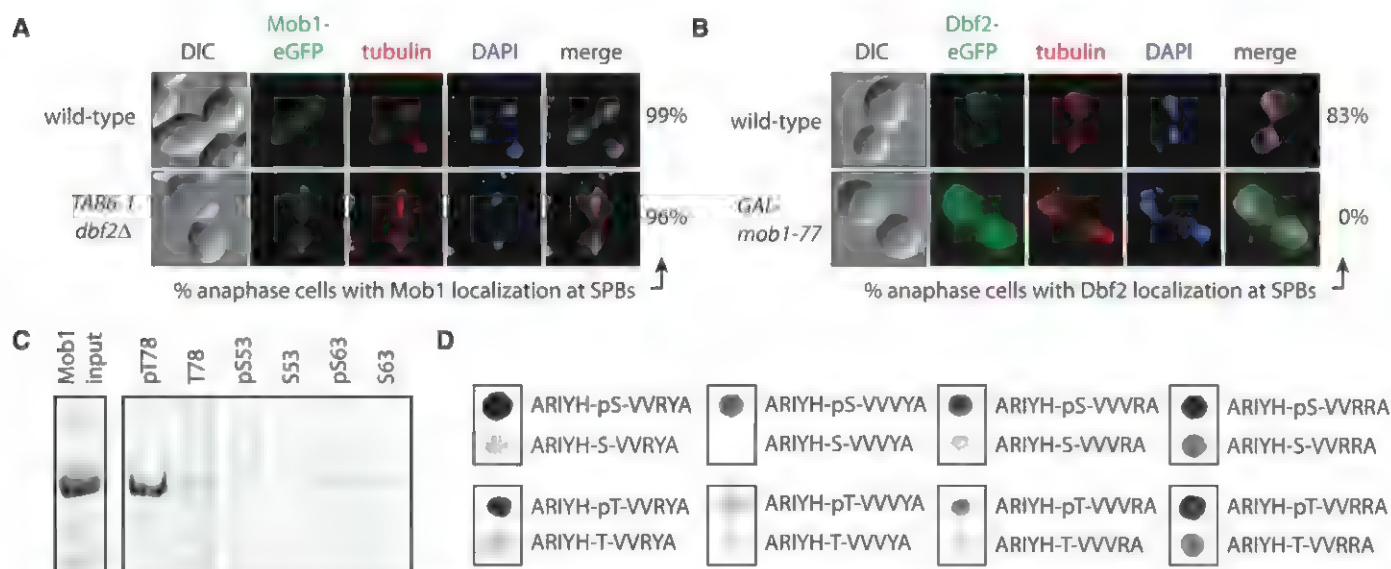 A
Mob1-
DIC eGFP tubulin DAPI merge
wild-type 99%
TAB6-1
dbf2Δ 96%
% anaphase cells with Mob1 localization at SPBs
B
Dbf2-
DIC eGFP tubulin DAPI merge
wild-type 83%
GAL-
mob1-77 0%
% anaphase cells with Dbf2 localization at SPBs
C
Mob1
input
pT78
T78
pS53
S53
pS63
S63
D
ARIYH-pS-VVRYA ARIYH-pS-VVVYA ARIYH-pS-VVVRA ARIYH-pS-VVRRA
ARIYH-S-VVRYA ARIYH-S-VVVYA ARIYH-S-VVVRA ARIYH-S-VVRRA
ARIYH-pT-VVRYA ARIYH-pT-VVVYA ARIYH-pT-VVVRA ARIYH-pT-VVRRA
ARIYH-T-VVRYA ARIYH-T-VVVYA ARIYH-T-VVVRA ARIYH-T-VVRRA